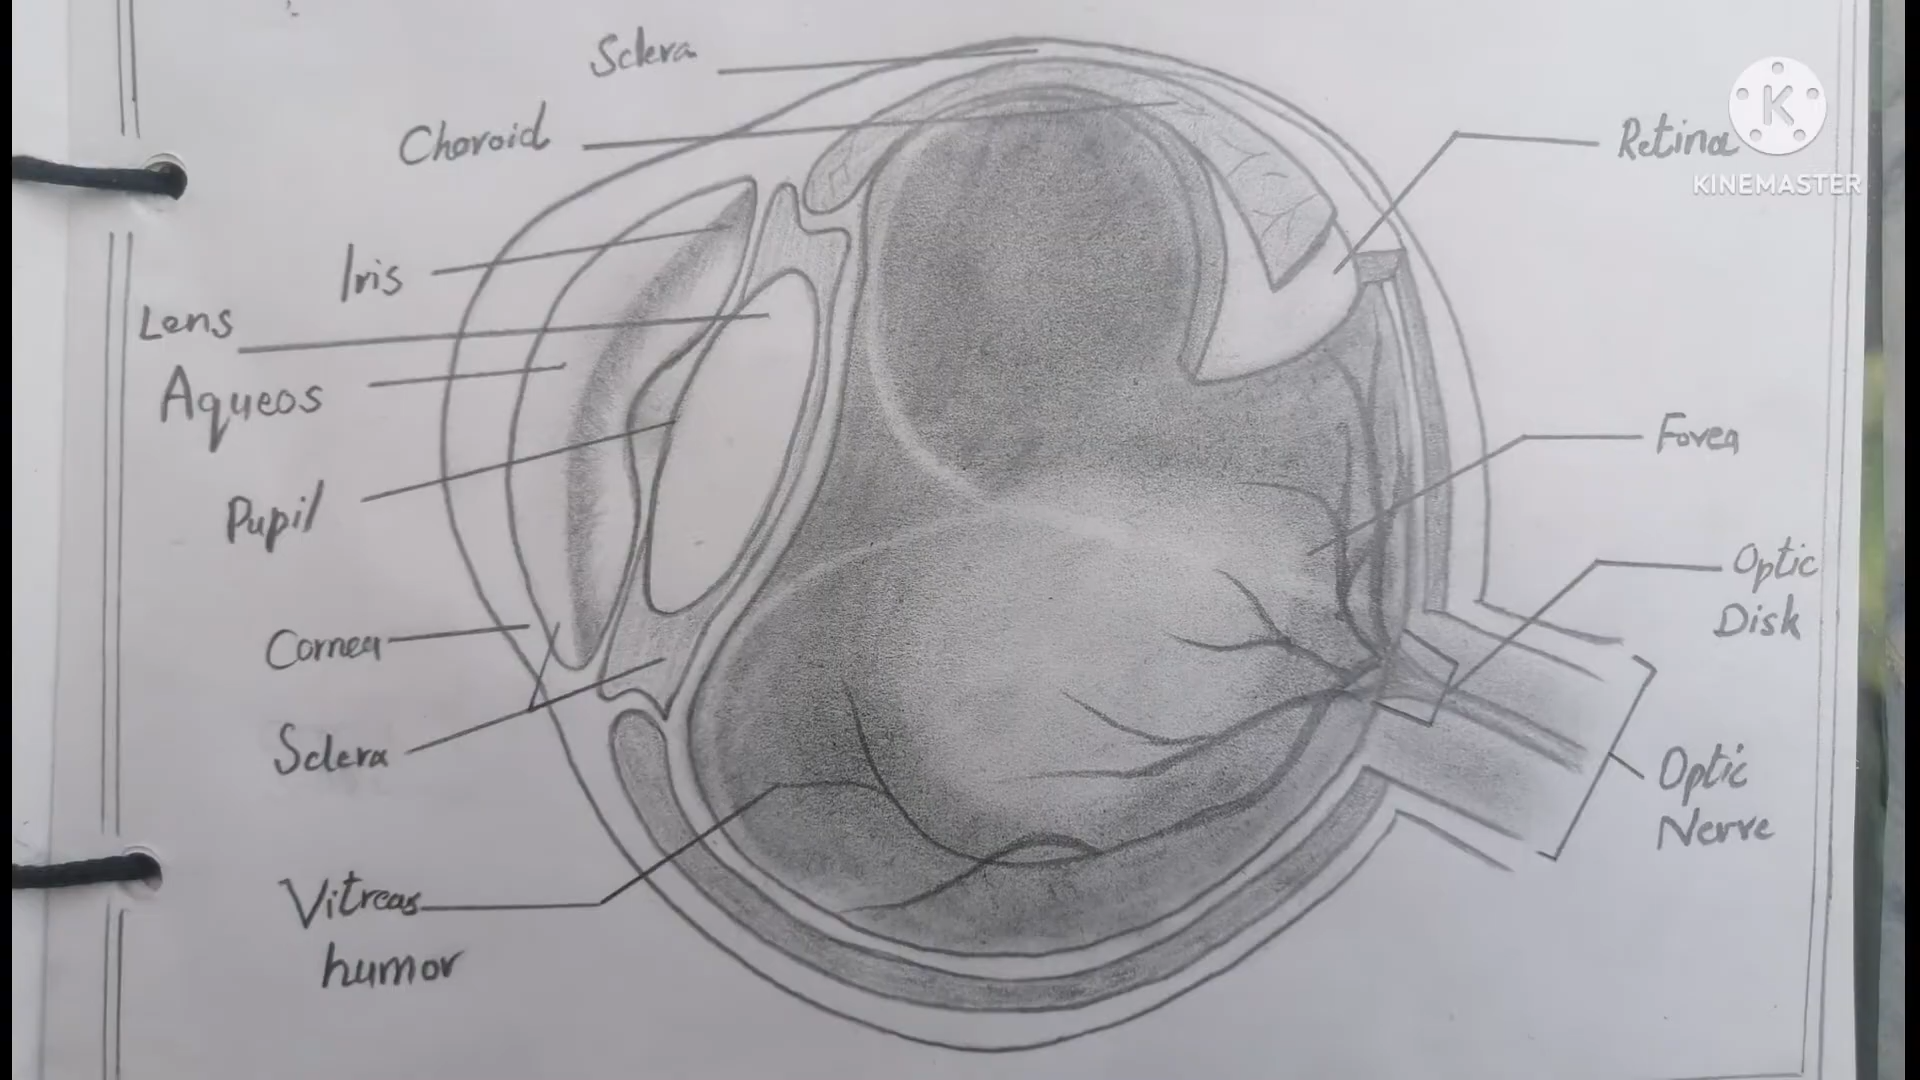 Sclera
Choroid
Retina
KINEMASTER
Iris
Lens
Aqueos
Fovea
Pupil
Optic
Disk
Cornea
Sclera
Optic
Nerve
Vitreas
humor